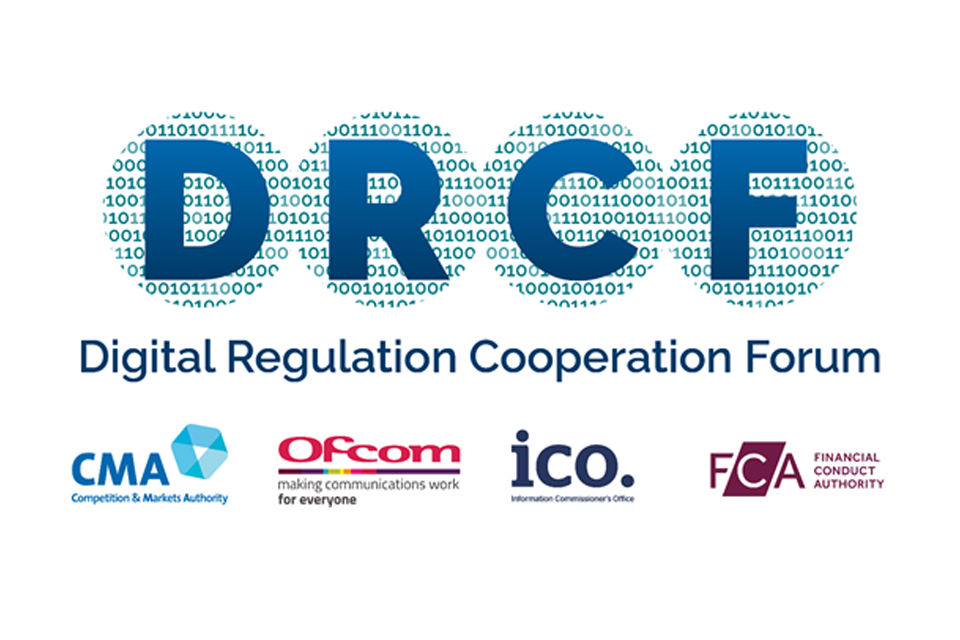 DRCF
Digital Regulation Cooperation Forum
CMA
Competition & Markets Authority
Ofcom
making communications work
for everyone
ico.
Information Commissioner's Office
FCA
FINANCIAL
CONDUCT
AUTHORITY